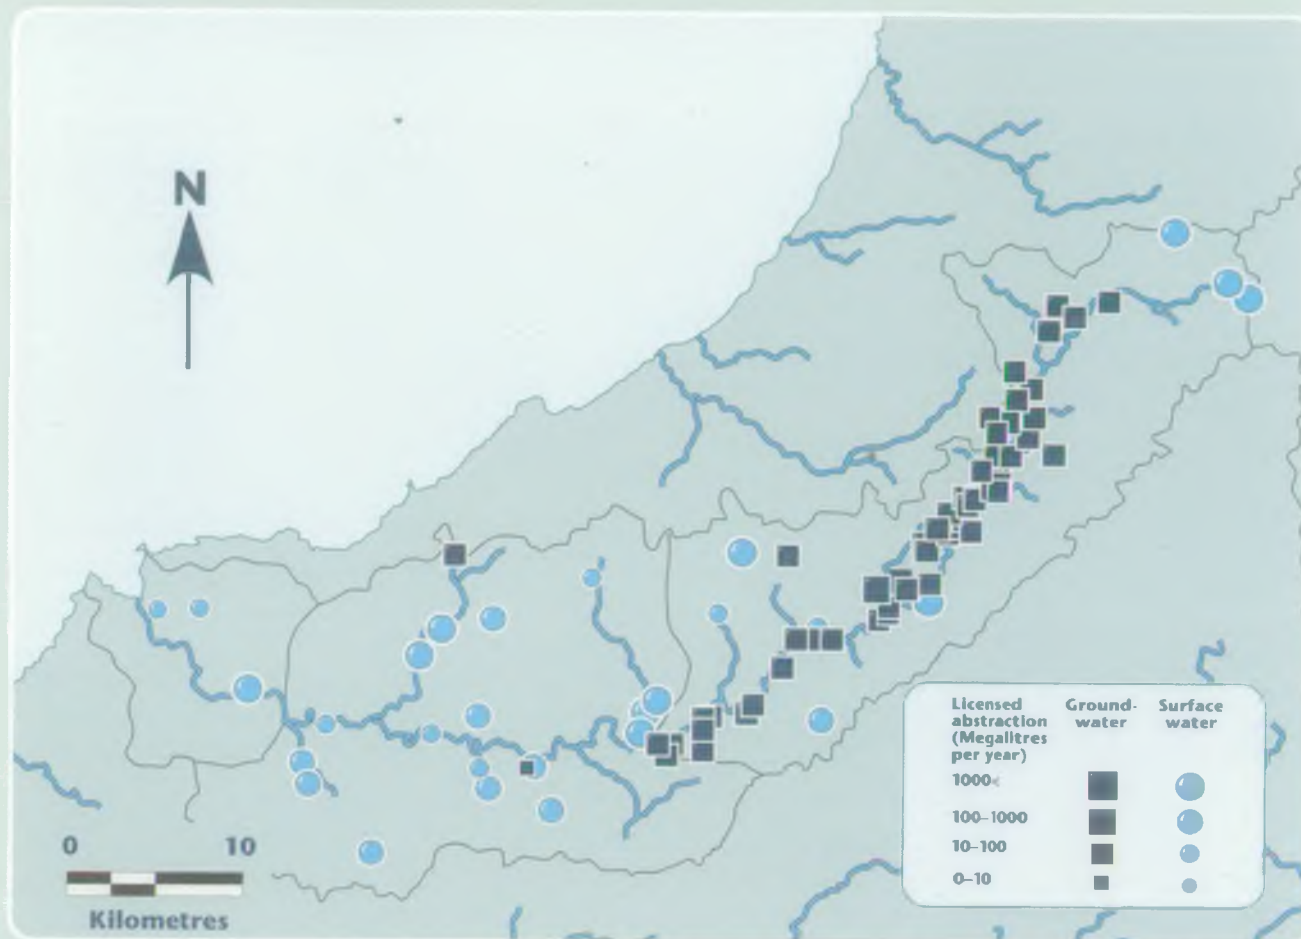 N
0 10
Kilometres
Licensed abstraction (Megalitres per year)
Ground-water
Surface water
1000<
100–1000
10–100
0–10